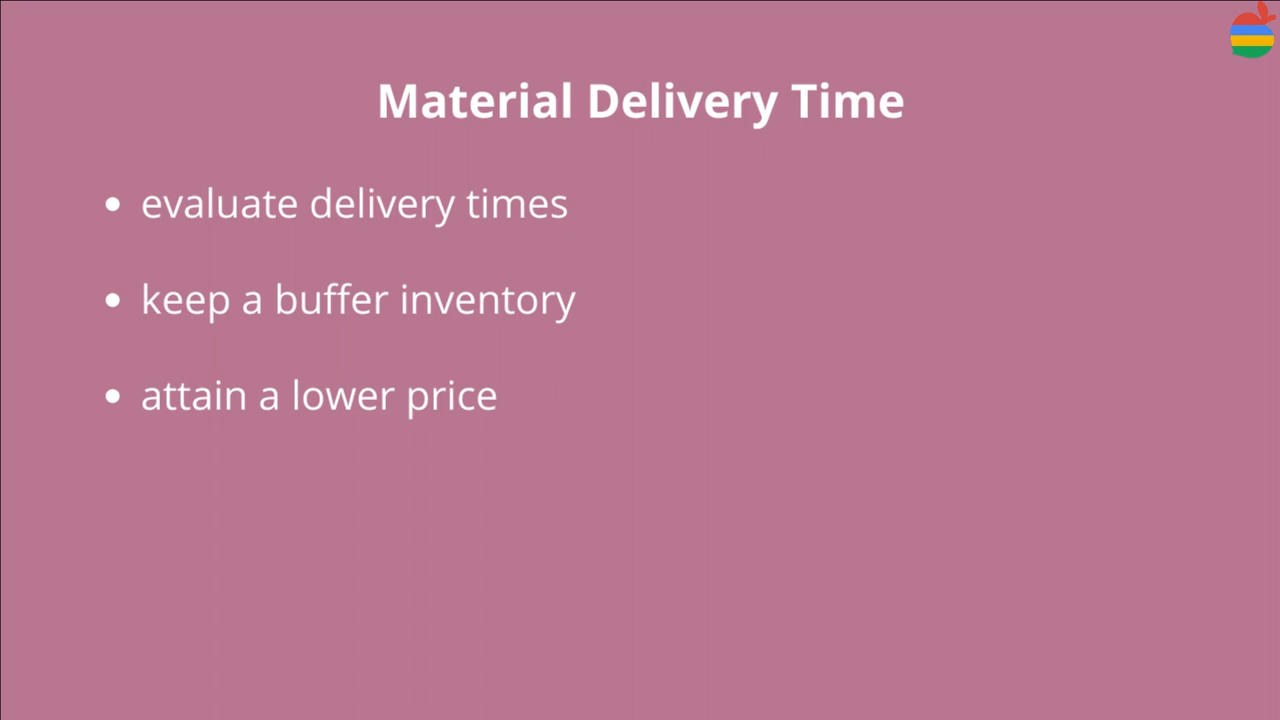 Material Delivery Time
• evaluate delivery times
• keep a buffer inventory
• attain a lower price